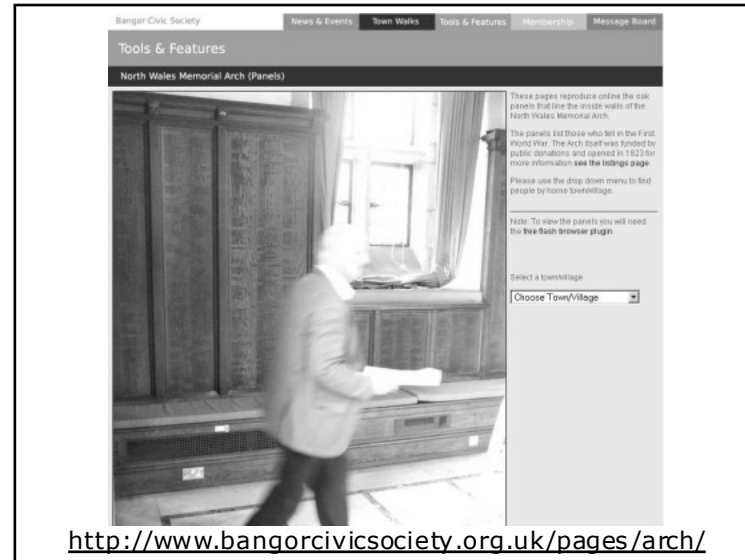 Bangor Civic Society
News & Events Town Walks Tools & Features Membership Message Board
Tools & Features
North Wales Memorial Arch (Panels)
These pages reproduce online the oak
panels that line the inside walls of the
North Wales Memorial Arch.
The panels list those who fell in the First
World War. The Arch itself was funded by
public donations and opened in 1923 for
more information see the listings page.
Please use the drop down menu to find
people by home town/village.
Note: To view the panels you will need
the free flash browser plugin.
Select a town/village
Choose Town/Village
http://www.bangorcivicsociety.org.uk/pages/arch/